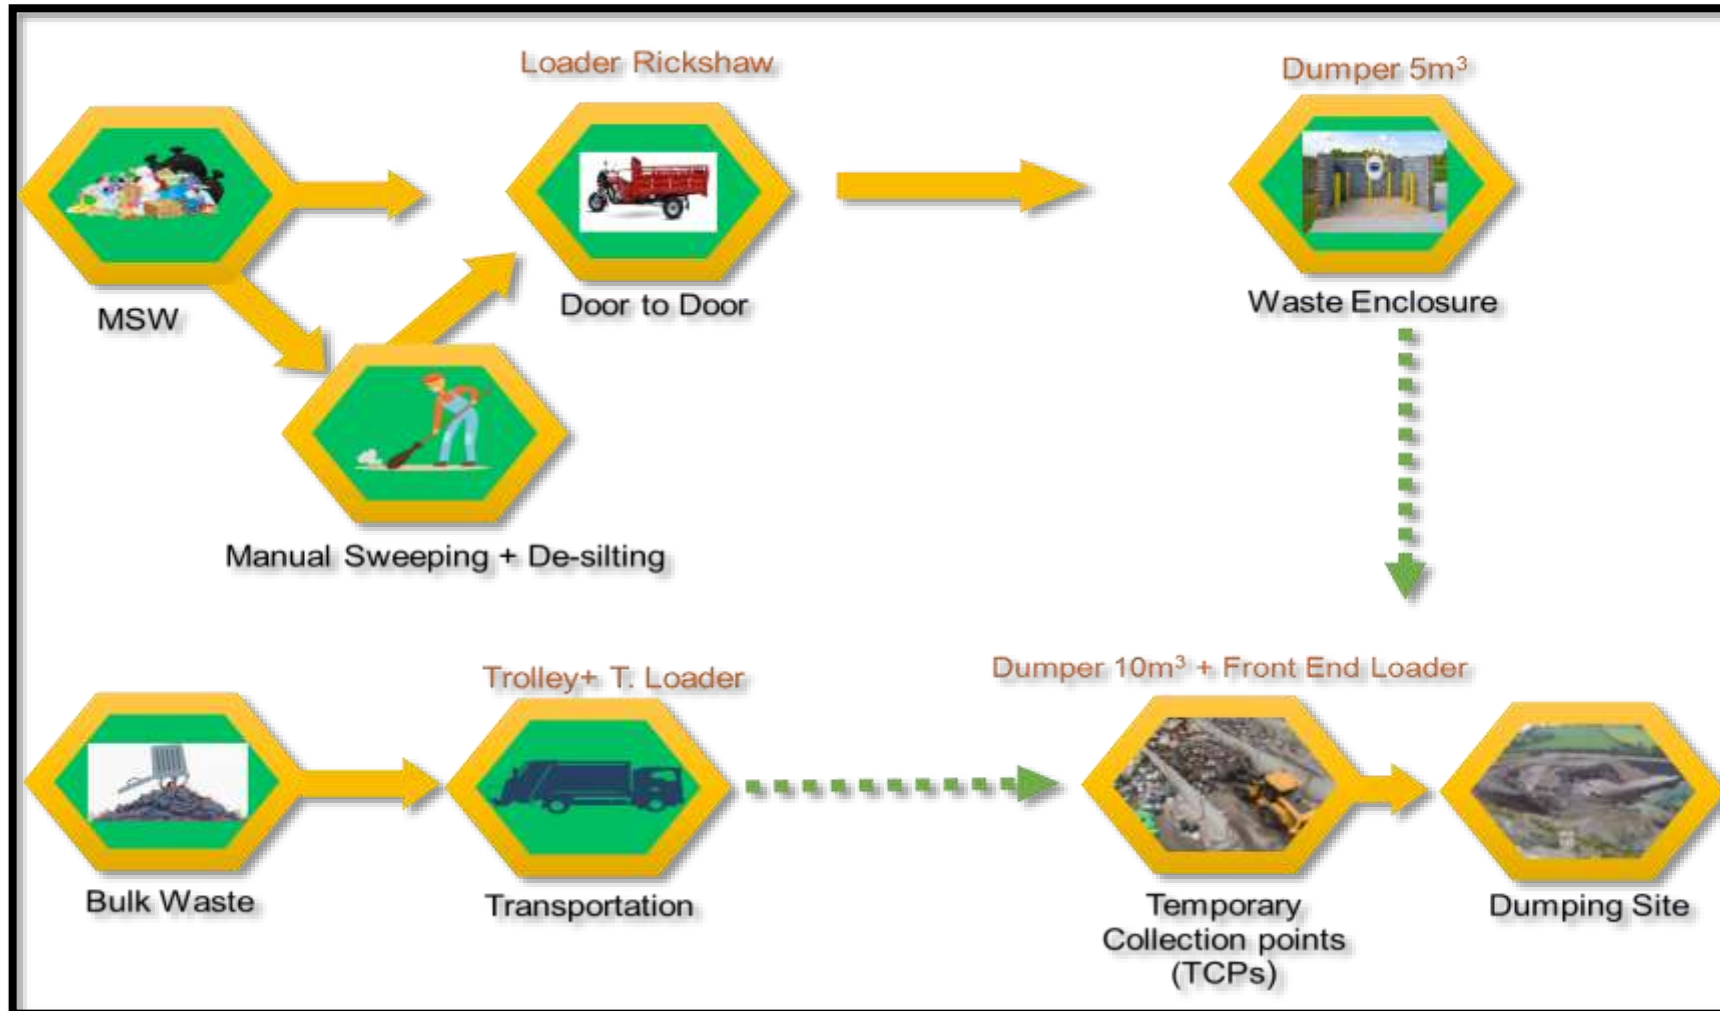 Loader Rickshaw
Dumper 5m³
MSW
Door to Door
Waste Enclosure
Manual Sweeping + De-silting
Trolley+ T. Loader
Dumper 10m³ + Front End Loader
Bulk Waste
Transportation
Temporary
Collection points
(TCPs)
Dumping Site